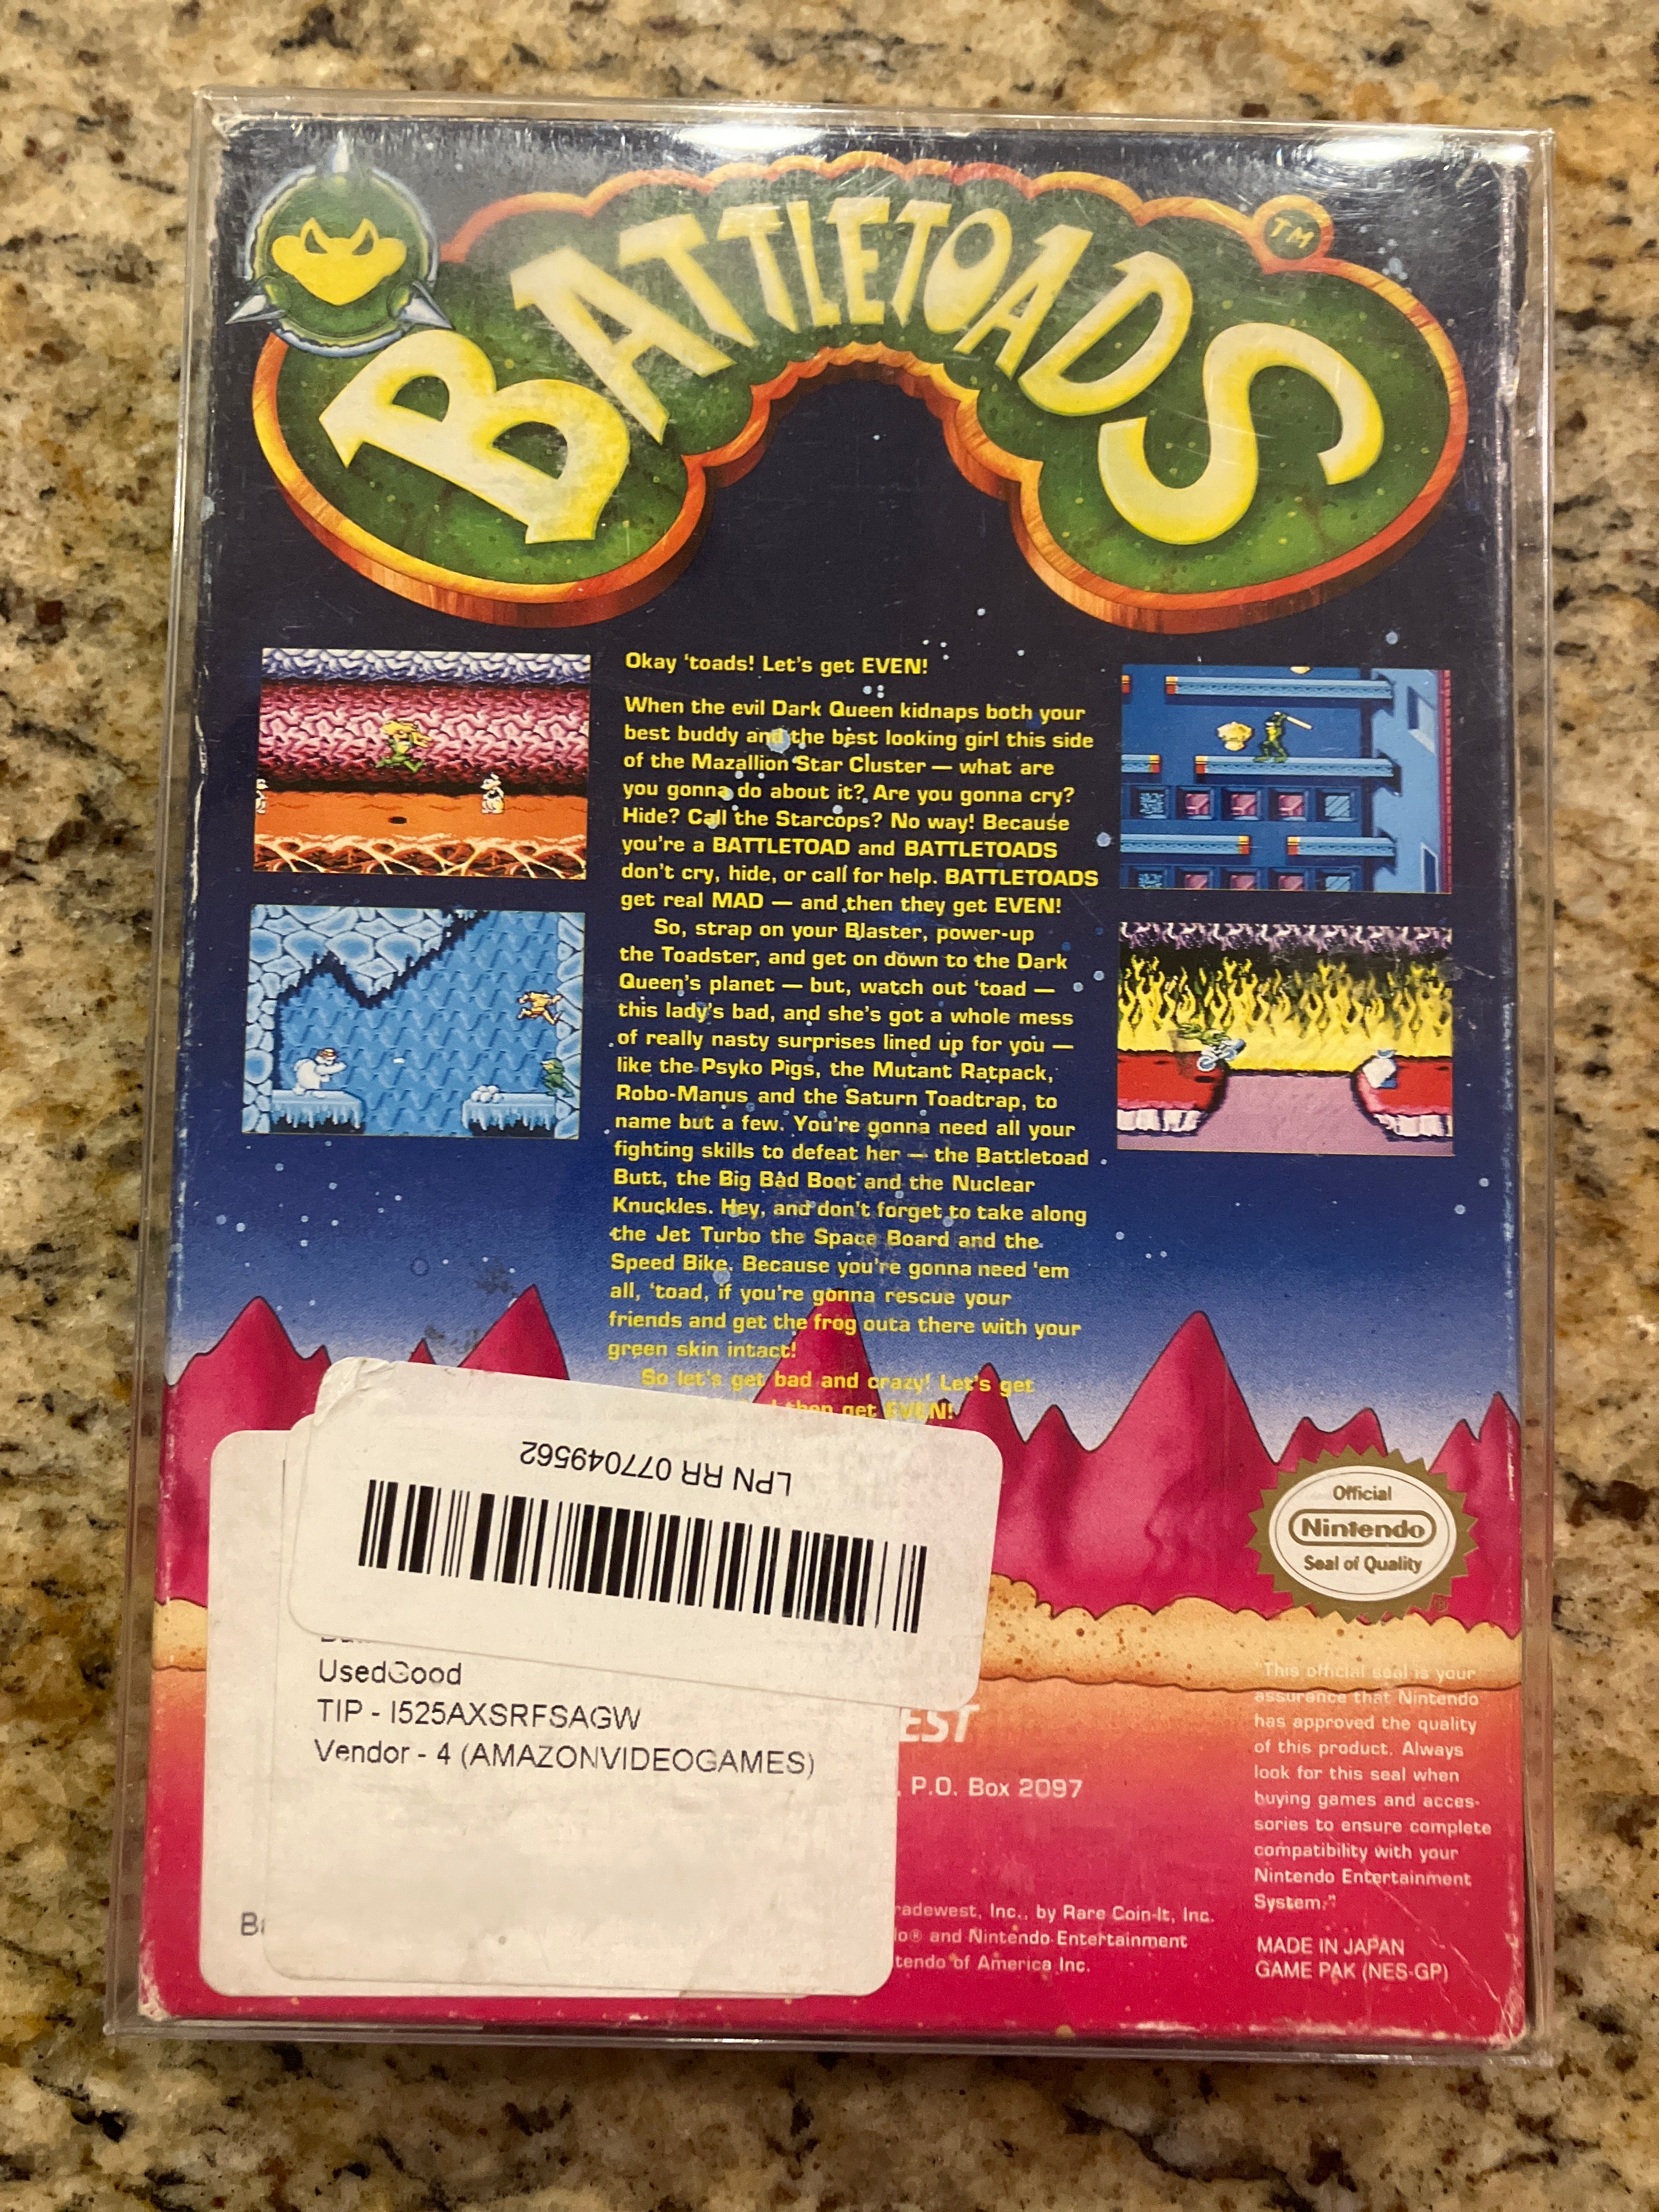 BATTLETOADS
TM
Okay ‘toads! Let's get EVEN!
When the evil Dark Queen kidnaps both your
best buddy and the best looking girl this side
of the Mazallion Star Cluster — what are
you gonna do about it? Are you gonna cry?
Hide? Call the Starcops? No way! Because
you're a BATTLETOAD and BATTLETOADS
don't cry, hide, or call for help. BATTLETOADS
get real MAD — and then they get EVEN!
So, strap on your Blaster, power-up
the Toadster, and get on down to the Dark
Queen's planet — but, watch out ‘toad —
this lady's bad, and she's got a whole mess
of really nasty surprises lined up for you —
like the Psyko Pigs, the Mutant Ratpack,
Robo-Manus and the Saturn Toadtrap, to
name but a few. You're gonna need all your
fighting skills to defeat her — the Battletoad
Butt, the Big Bad Boot and the Nuclear
Knuckles. Hey, and don't forget to take along
the Jet Turbo the Space Board and the
Speed Bike. Because you're gonna need ‘em
all, ‘toad, if you're gonna rescue your
friends and get the frog outa there with your
green skin intact!
So let's get bad and crazy! Let's get
then get EVEN!
LPN RR 077049562
UsedGood
TIP - I525AXSRFSAGW
Vendor - 4 (AMAZONVIDEOGAMES)
EST
, P.O. Box 2097
radewest, Inc., by Rare Coin-It, Inc.
do® and Nintendo Entertainment
tendo of America Inc.
Official
Nintendo
Seal of Quality
®
"This official seal is your
assurance that Nintendo
has approved the quality
of this product. Always
look for this seal when
buying games and acces-
sories to ensure complete
compatibility with your
Nintendo Entertainment
System."
MADE IN JAPAN
GAME PAK (NES-GP)